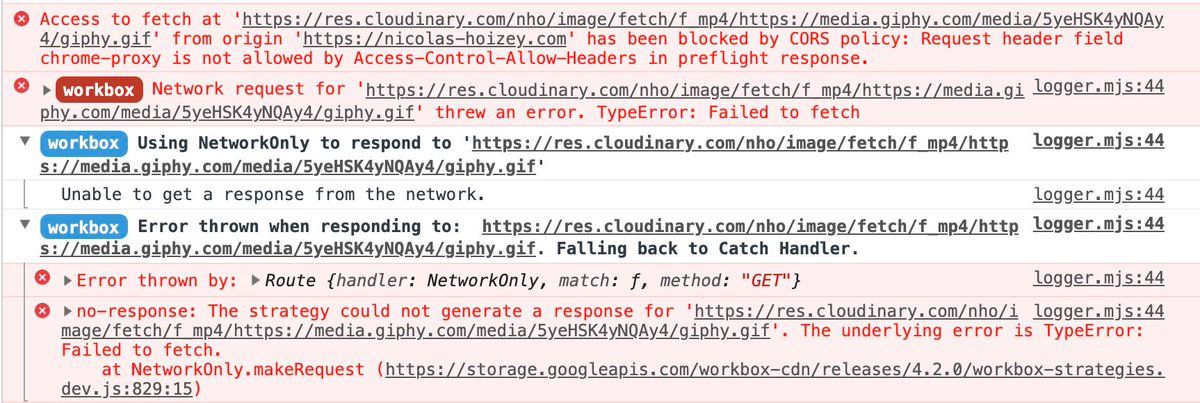 Access to fetch at 'https://res.cloudinary.com/nho/image/fetch/f_mp4/https://media.giphy.com/media/5yeHSK4yNQAy
4/giphy.gif' from origin 'https://nicolas-hoizey.com' has been blocked by CORS policy: Request header field
chrome-proxy is not allowed by Access-Control-Allow-Headers in preflight response.
workbox Network request for 'https://res.cloudinary.com/nho/image/fetch/f_mp4/https://media.gi logger.mjs:44
phy.com/media/5yeHSK4yNQAy4/giphy.gif' threw an error. TypeError: Failed to fetch
workbox Using NetworkOnly to respond to 'https://res.cloudinary.com/nho/image/fetch/f_mp4/http logger.mjs:44
s://media.giphy.com/media/5yeHSK4yNQAy4/giphy.gif'
Unable to get a response from the network. logger.mjs:44
workbox Error thrown when responding to: https://res.cloudinary.com/nho/image/fetch/f_mp4/http logger.mjs:44
s://media.giphy.com/media/5yeHSK4yNQAy4/giphy.gif. Falling back to Catch Handler.
Error thrown by: Route {handler: NetworkOnly, match: ƒ, method: "GET"} logger.mjs:44
no-response: The strategy could not generate a response for 'https://res.cloudinary.com/nho/i logger.mjs:44
mage/fetch/f_mp4/https://media.giphy.com/media/5yeHSK4yNQAy4/giphy.gif'. The underlying error is TypeError:
Failed to fetch.
at NetworkOnly.makeRequest (https://storage.googleapis.com/workbox-cdn/releases/4.2.0/workbox-strategies.
dev.js:829:15)